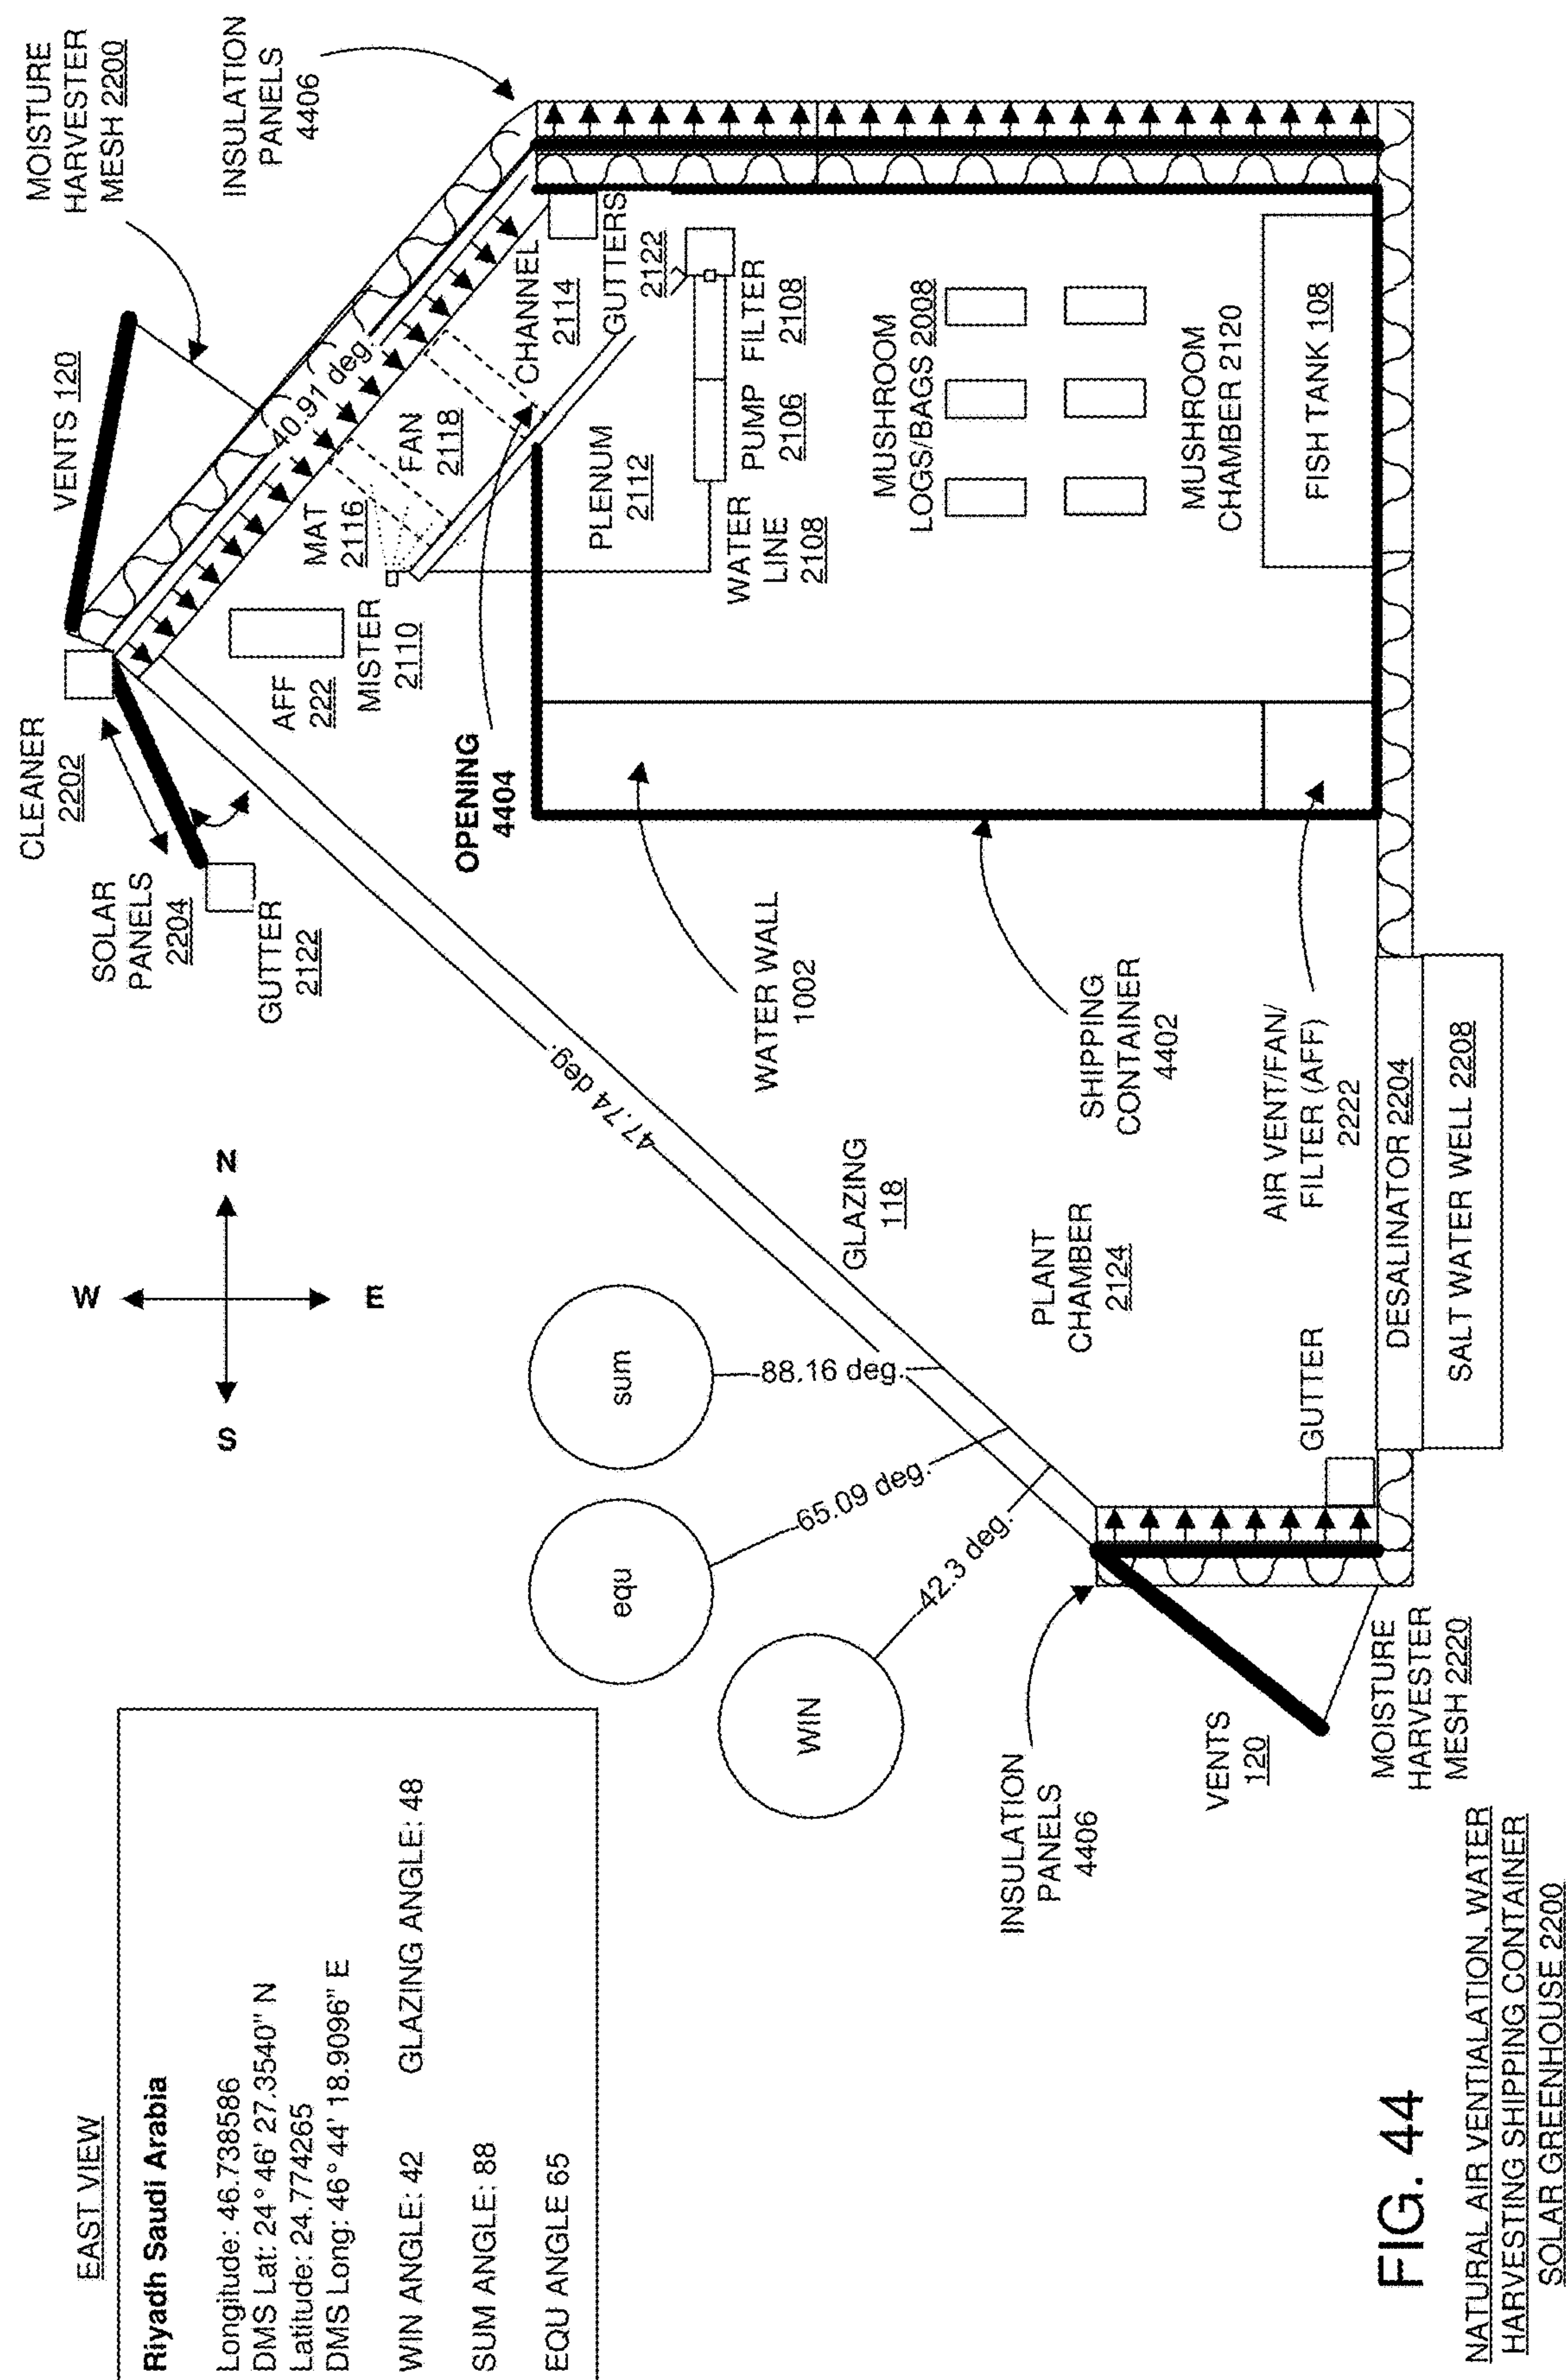 EAST VIEW
Riyadh Saudi Arabia
Longitude: 46.738586
DMS Lat: 24° 46' 27.3540" N
Latitude: 24.774265
DMS Long: 46° 44' 18.9096" E
WIN ANGLE: 42 GLAZING ANGLE: 48
SUM ANGLE: 88
EQU ANGLE 65
W
N
S
E
sum
equ
WIN
88.16 deg.
65.09 deg.
42.3 deg.
47.74 deg.
40.91 deg.
CLEANER
2202
SOLAR
PANELS
2204
GUTTER
2122
VENTS 120
MOISTURE
HARVESTER
MESH 2200
INSULATION
PANELS
4406
AFF
222
MAT
2116
MISTER
2110
FAN
2118
CHANNEL
2114
GUTTERS
2122
OPENING
4404
PLENUM
2112
WATER
LINE
2108
PUMP
2106
FILTER
2108
MUSHROOM
LOGS/BAGS 2008
MUSHROOM
CHAMBER 2120
FISH TANK 108
WATER WALL
1002
SHIPPING
CONTAINER
4402
AIR VENT/FAN/
FILTER (AFF)
2222
GLAZING
118
PLANT
CHAMBER
2124
GUTTER
DESALINATOR 2204
SALT WATER WELL 2208
INSULATION
PANELS
4406
VENTS
120
MOISTURE
HARVESTER
MESH 2220
FIG. 44
NATURAL AIR VENTIALATION, WATER
HARVESTING SHIPPING CONTAINER
SOLAR GREENHOUSE 2200